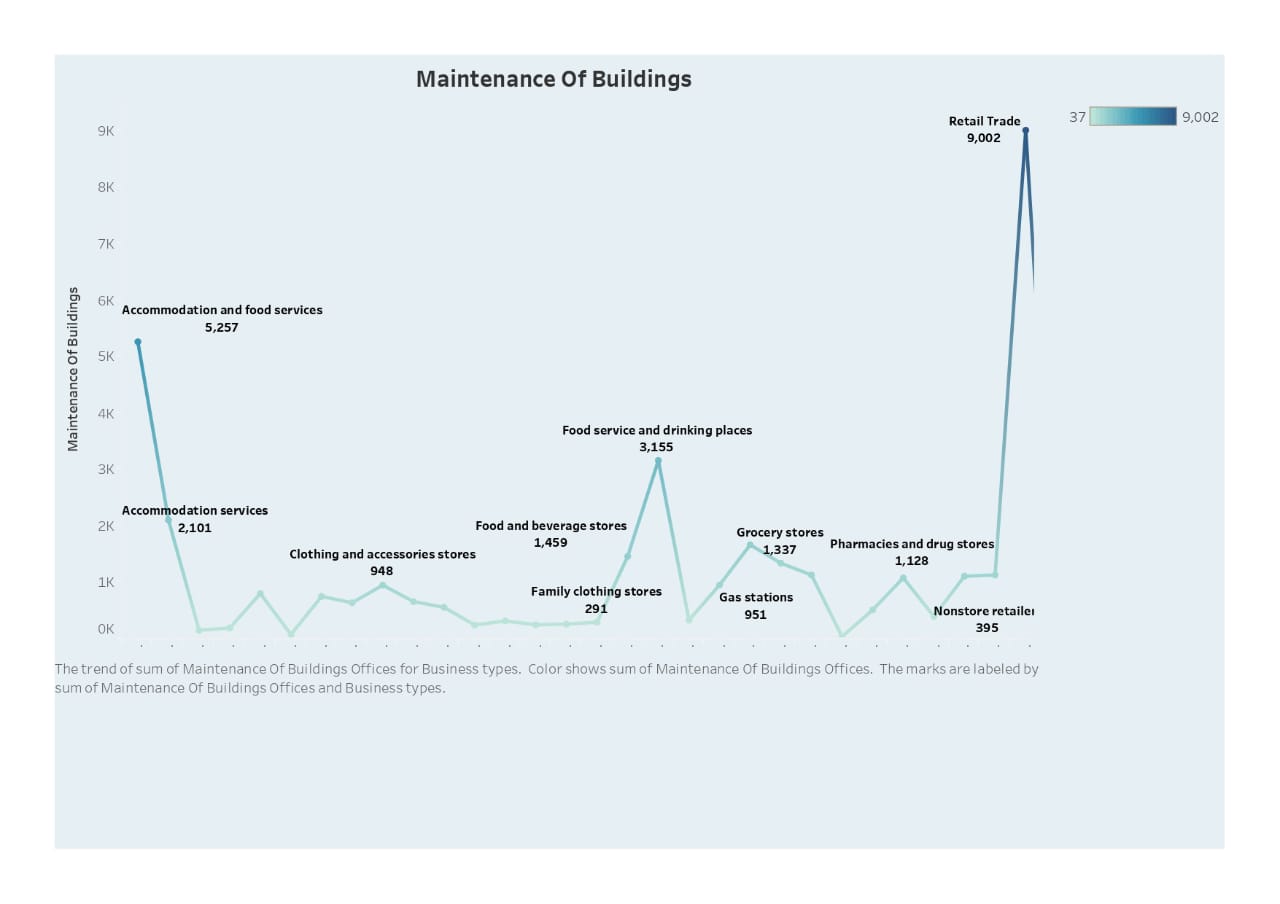 Maintenance Of Buildings
37
9,002
Retail Trade
9,002
9K
8K
7K
6K
5K
4K
3K
2K
1K
0K
Maintenance Of Buildings
Accommodation and food services
5,257
Accommodation services
2,101
Clothing and accessories stores
948
Food and beverage stores
1,459
Family clothing stores
291
Food service and drinking places
3,155
Grocery stores
1,337
Gas stations
951
Pharmacies and drug stores
1,128
Nonstore retailer
395
The trend of sum of Maintenance Of Buildings Offices for Business types.  Color shows sum of Maintenance Of Buildings Offices.  The marks are labeled by
sum of Maintenance Of Buildings Offices and Business types.